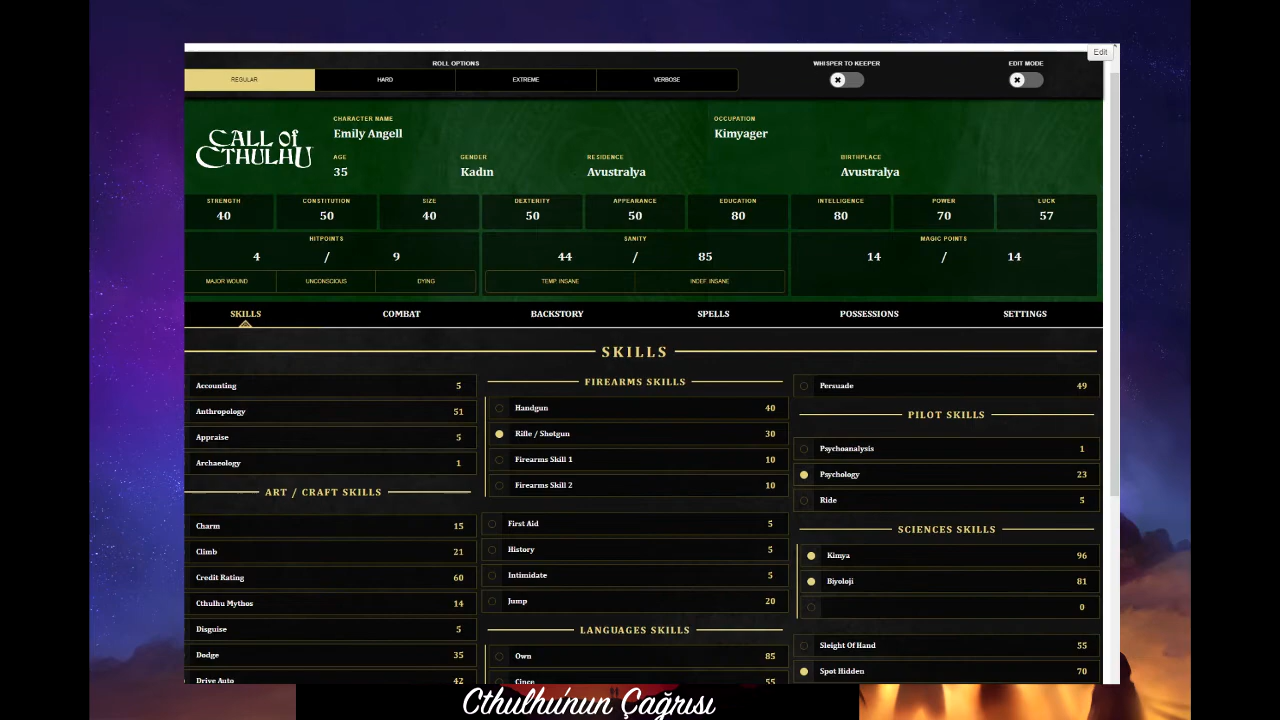 Edit
ROLL OPTIONS
WHISPER TO KEEPER
EDIT MODE
REGULAR
HARD
EXTREME
VERBOSE
CALL of CTHULHU
CHARACTER NAME
Emily Angell
OCCUPATION
Kimyager
AGE
35
GENDER
Kadın
RESIDENCE
Avustralya
BIRTHPLACE
Avustralya
STRENGTH
40
CONSTITUTION
50
SIZE
40
DEXTERITY
50
APPEARANCE
50
EDUCATION
80
INTELLIGENCE
80
POWER
70
LUCK
57
HITPOINTS
4 / 9
MAJOR WOUND
UNCONSCIOUS
DYING
SANITY
44 / 85
TEMP. INSANE
INDEF. INSANE
MAGIC POINTS
14 / 14
SKILLS
COMBAT
BACKSTORY
SPELLS
POSSESSIONS
SETTINGS
SKILLS
Accounting 5
Anthropology 51
Appraise 5
Archaeology 1
ART / CRAFT SKILLS
Charm 15
Climb 21
Credit Rating 60
Cthulhu Mythos 14
Disguise 5
Dodge 35
Drive Auto 42
FIREARMS SKILLS
Handgun 40
Rifle / Shotgun 30
Firearms Skill 1 10
Firearms Skill 2 10
First Aid 5
History 5
Intimidate 5
Jump 20
LANGUAGES SKILLS
Own 85
Çince 55
Persuade 49
PILOT SKILLS
Psychoanalysis 1
Psychology 23
Ride 5
SCIENCES SKILLS
Kimya 96
Biyoloji 81
0
Sleight Of Hand 55
Spot Hidden 70
Cthulhu'nun Çağrısı